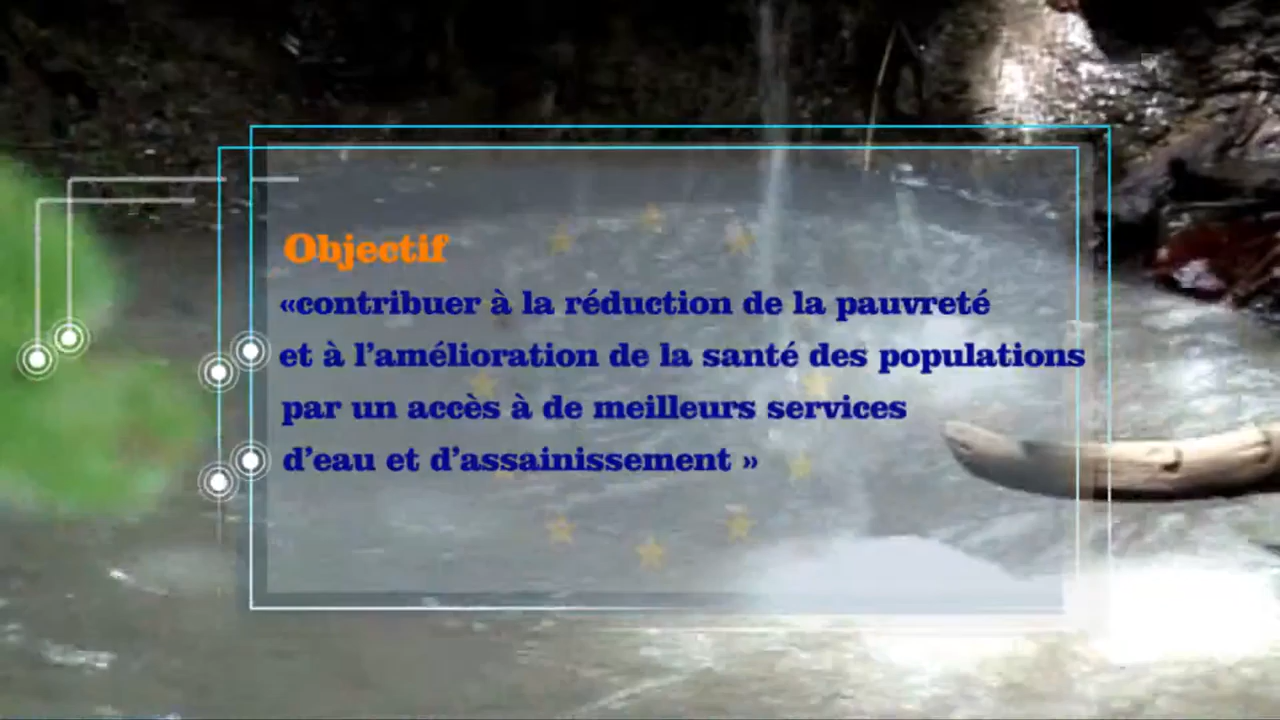 Objectif
«contribuer à la réduction de la pauvreté
et à l'amélioration de la santé des populations
par un accès à de meilleurs services
d'eau et d'assainissement »